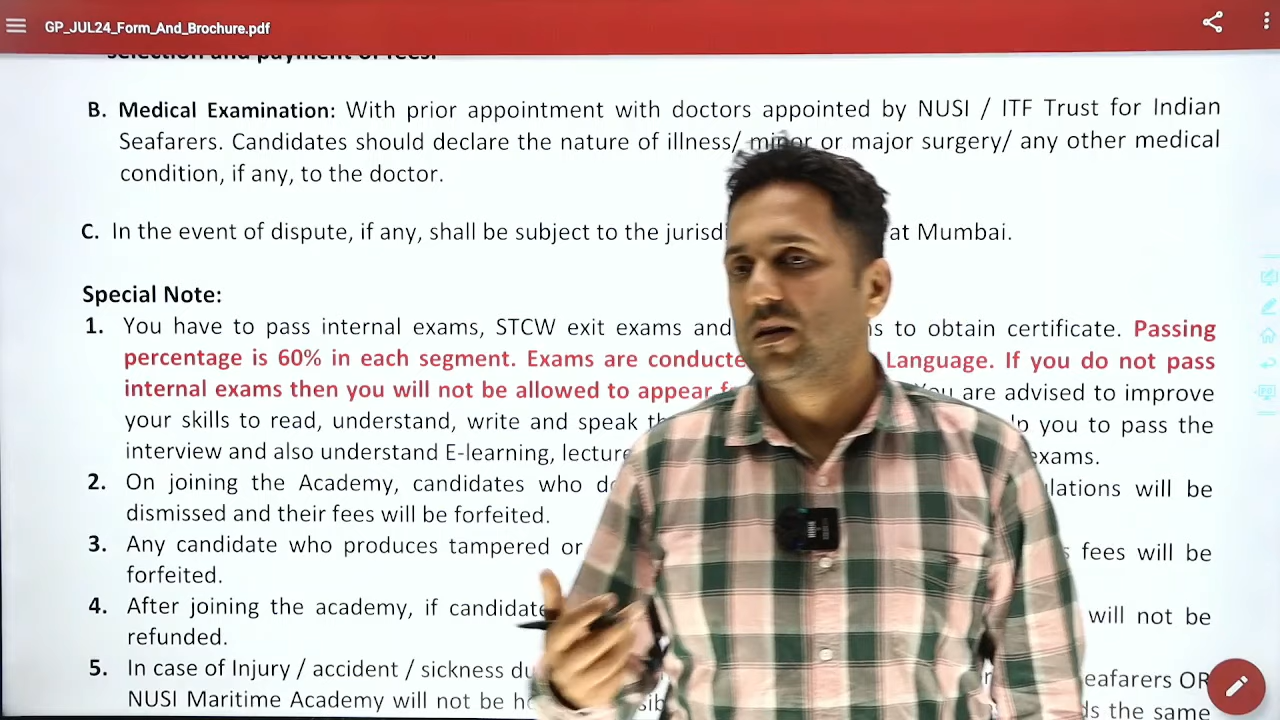 GP_JUL24_Form_And_Brochure.pdf
selection and payment of fees.
B. Medical Examination: With prior appointment with doctors appointed by NUSI / ITF Trust for Indian
Seafarers. Candidates should declare the nature of illness/ minor or major surgery/ any other medical
condition, if any, to the doctor.
C. In the event of dispute, if any, shall be subject to the at Mumbai.
Special Note:
1. You have to pass internal exams, STCW exit exams and to obtain certificate. Passing
percentage is 60% in each segment. Exams are Language. If you do not pass
internal exams then you will not be allowed to appear are advised to improve
your skills to read, understand, write and speak you to pass the
interview and also understand E-learning, exams.
2. On joining the Academy, candidates who will be
dismissed and their fees will be forfeited.
3. Any candidate who produces tampered or fees will be
forfeited.
4. After joining the academy, if will not be
refunded.
5. In case of Injury / accident / sickness OR
NUSI Maritime Academy will not be the same